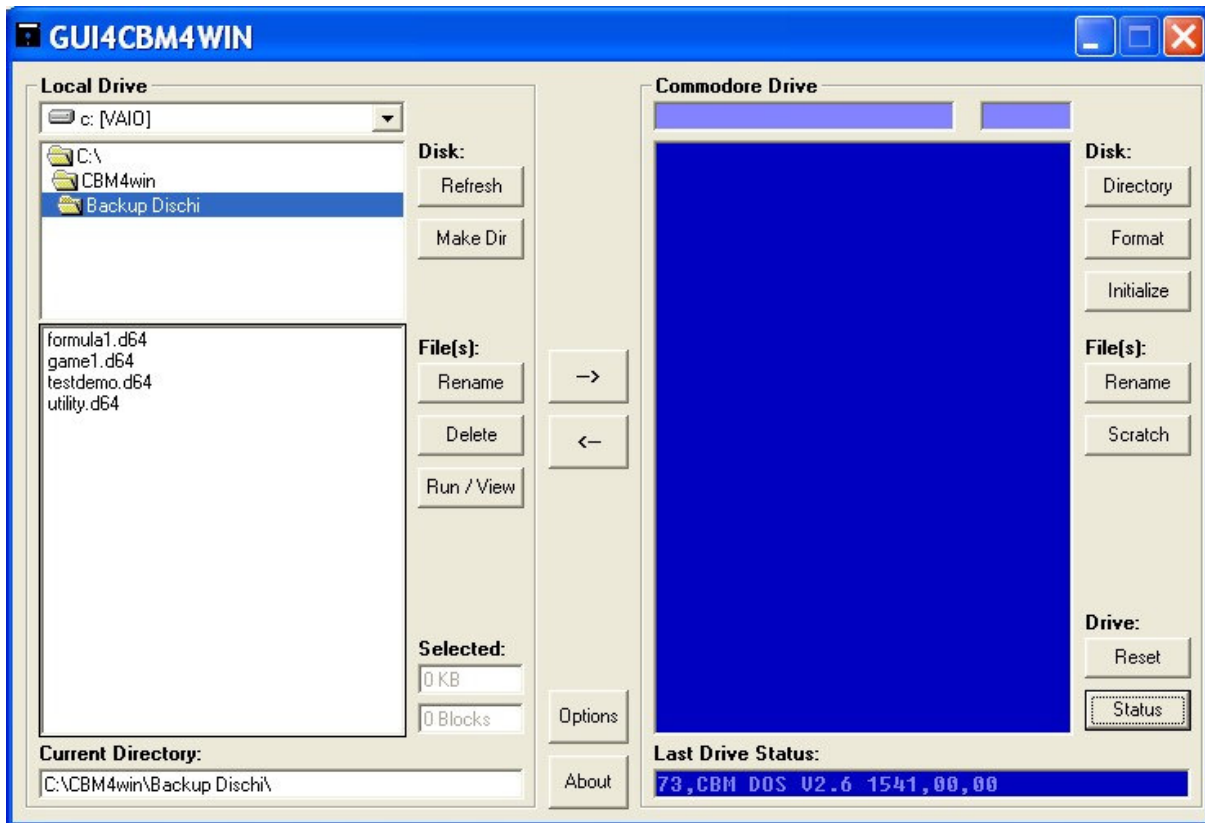 GUI4CBM4WIN
Local Drive
c: [VAIO]
C:\
CBM4win
Backup Dischi
Disk:
Refresh
Make Dir
formula1.d64
game1.d64
testdemo.d64
utility.d64
File(s):
Rename
Delete
Run / View
Selected:
0 KB
0 Blocks
Current Directory:
C:\CBM4win\Backup Dischi\
-->
<--
Options
About
Commodore Drive
Disk:
Directory
Format
Initialize
File(s):
Rename
Scratch
Drive:
Reset
Status
Last Drive Status:
73,CBM DOS V2.6 1541,00,00